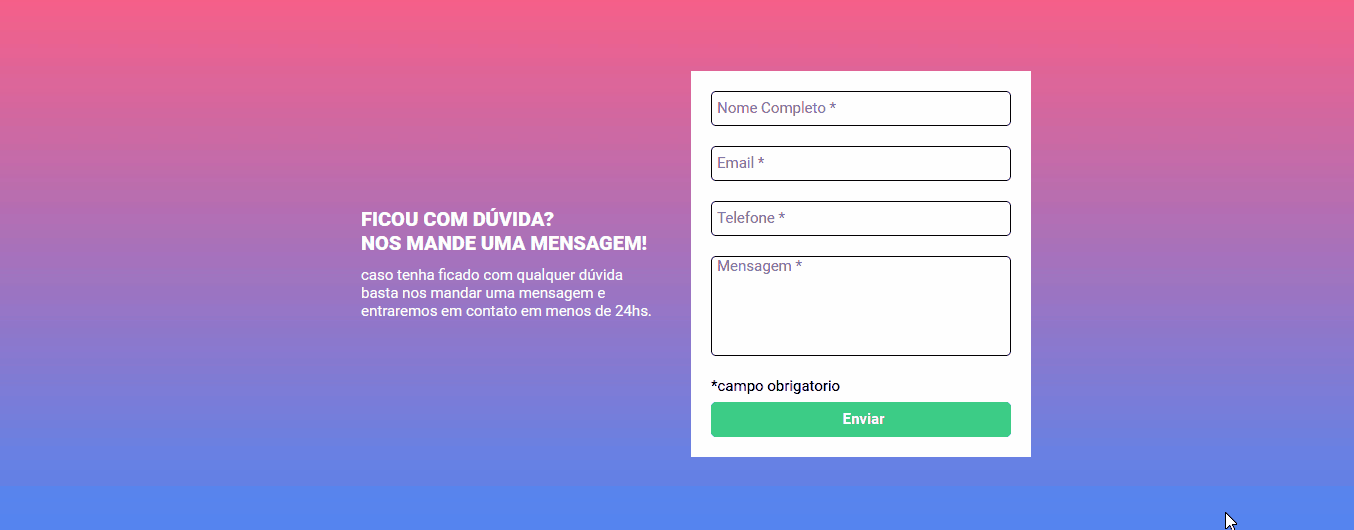 FICOU COM DÚVIDA?
NOS MANDE UMA MENSAGEM!
caso tenha ficado com qualquer dúvida
basta nos mandar uma mensagem e
entraremos em contato em menos de 24hs.
Nome Completo *
Email *
Telefone *
Mensagem *
*campo obrigatorio
Enviar